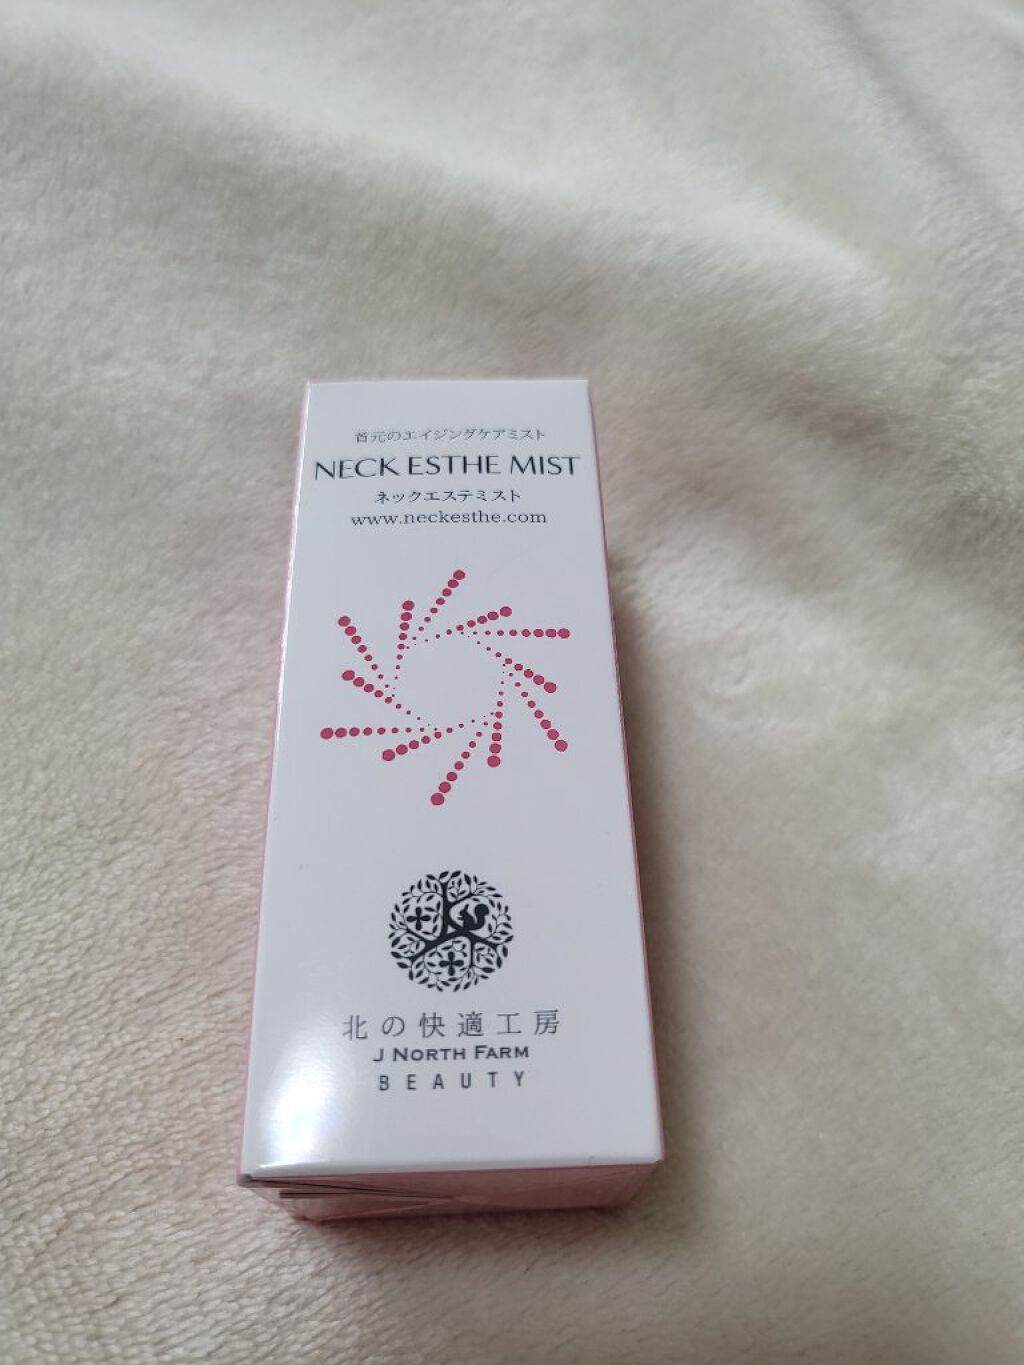 首元のエイジングケアミスト
NECK ESTHE MIST
ネックエステミスト
www.neckesthe.com
北の快適工房
J NORTH FARM
BEAUTY